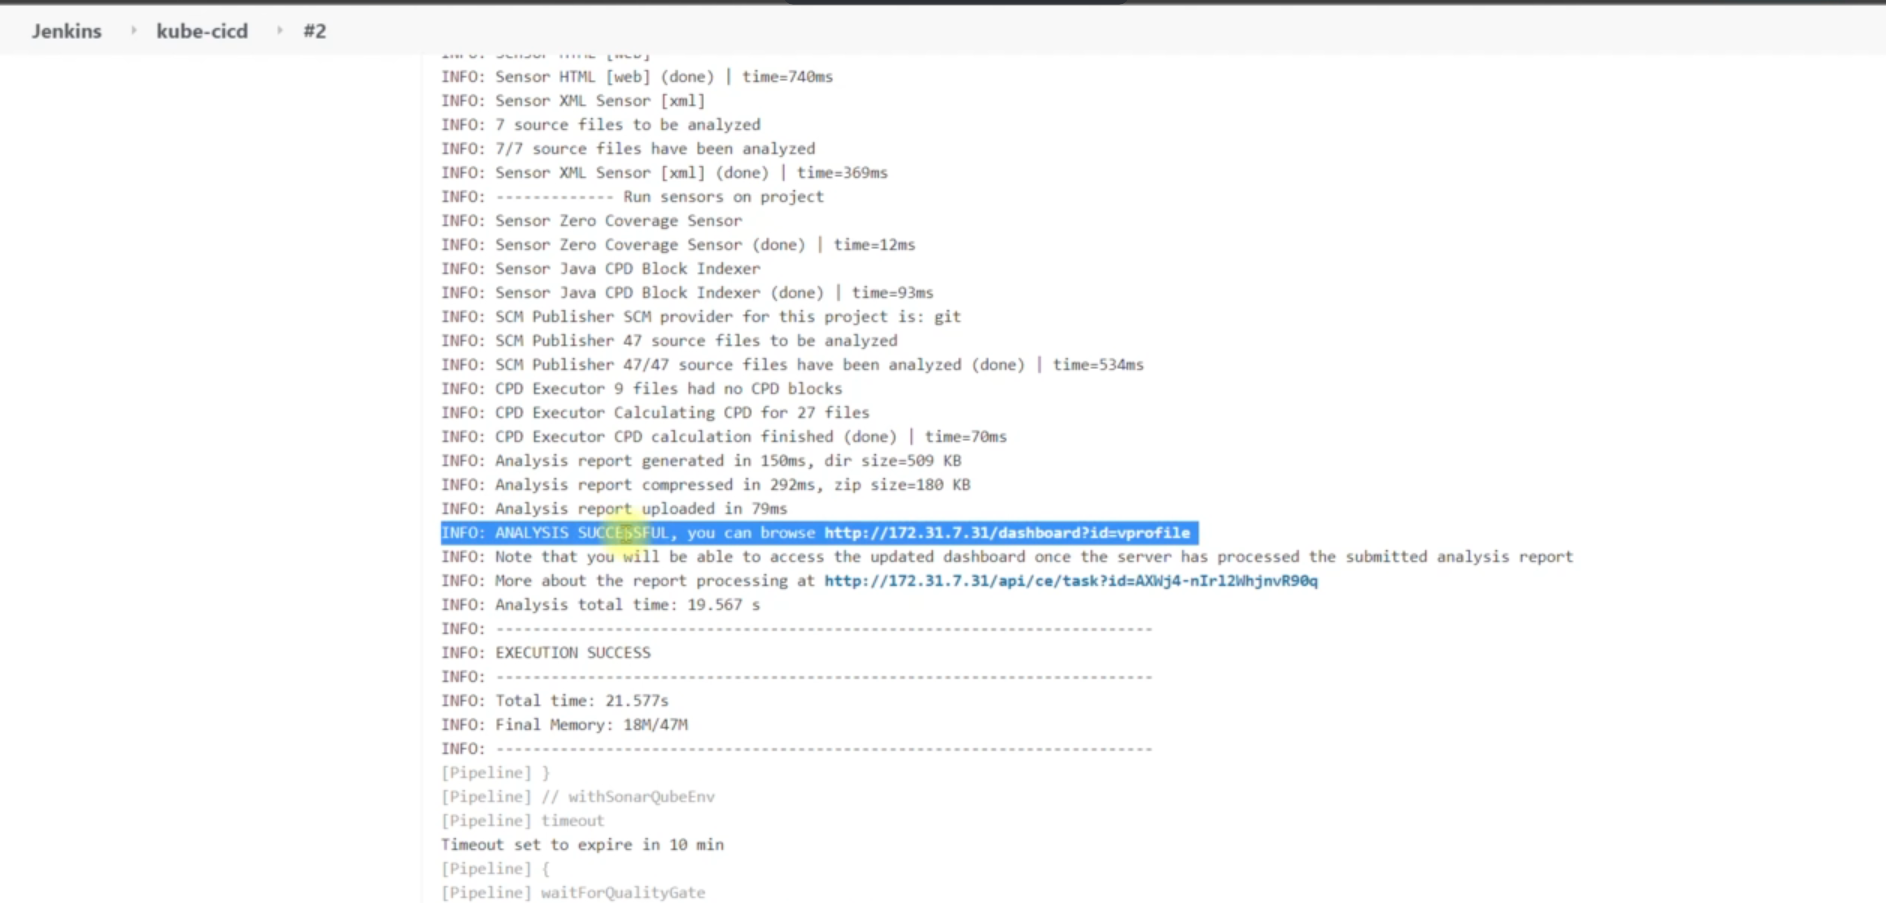 Jenkins kube-cicd #2
INFO: Sensor HTML [web]
INFO: Sensor HTML [web] (done) | time=740ms
INFO: Sensor XML Sensor [xml]
INFO: 7 source files to be analyzed
INFO: 7/7 source files have been analyzed
INFO: Sensor XML Sensor [xml] (done) | time=369ms
INFO: ------------- Run sensors on project
INFO: Sensor Zero Coverage Sensor
INFO: Sensor Zero Coverage Sensor (done) | time=12ms
INFO: Sensor Java CPD Block Indexer
INFO: Sensor Java CPD Block Indexer (done) | time=93ms
INFO: SCM Publisher SCM provider for this project is: git
INFO: SCM Publisher 47 source files to be analyzed
INFO: SCM Publisher 47/47 source files have been analyzed (done) | time=534ms
INFO: CPD Executor 9 files had no CPD blocks
INFO: CPD Executor Calculating CPD for 27 files
INFO: CPD Executor CPD calculation finished (done) | time=70ms
INFO: Analysis report generated in 150ms, dir size=509 KB
INFO: Analysis report compressed in 292ms, zip size=180 KB
INFO: Analysis report uploaded in 79ms
INFO: ANALYSIS SUCCESSFUL, you can browse http://172.31.7.31/dashboard?id=vprofile
INFO: Note that you will be able to access the updated dashboard once the server has processed the submitted analysis report
INFO: More about the report processing at http://172.31.7.31/api/ce/task?id=AXWj4-nIrl2WhjnvR90q
INFO: Analysis total time: 19.567 s
INFO: ------------------------------------------------------------------------
INFO: EXECUTION SUCCESS
INFO: ------------------------------------------------------------------------
INFO: Total time: 21.577s
INFO: Final Memory: 18M/47M
INFO: ------------------------------------------------------------------------
[Pipeline] }
[Pipeline] // withSonarQubeEnv
[Pipeline] timeout
Timeout set to expire in 10 min
[Pipeline] {
[Pipeline] waitForQualityGate